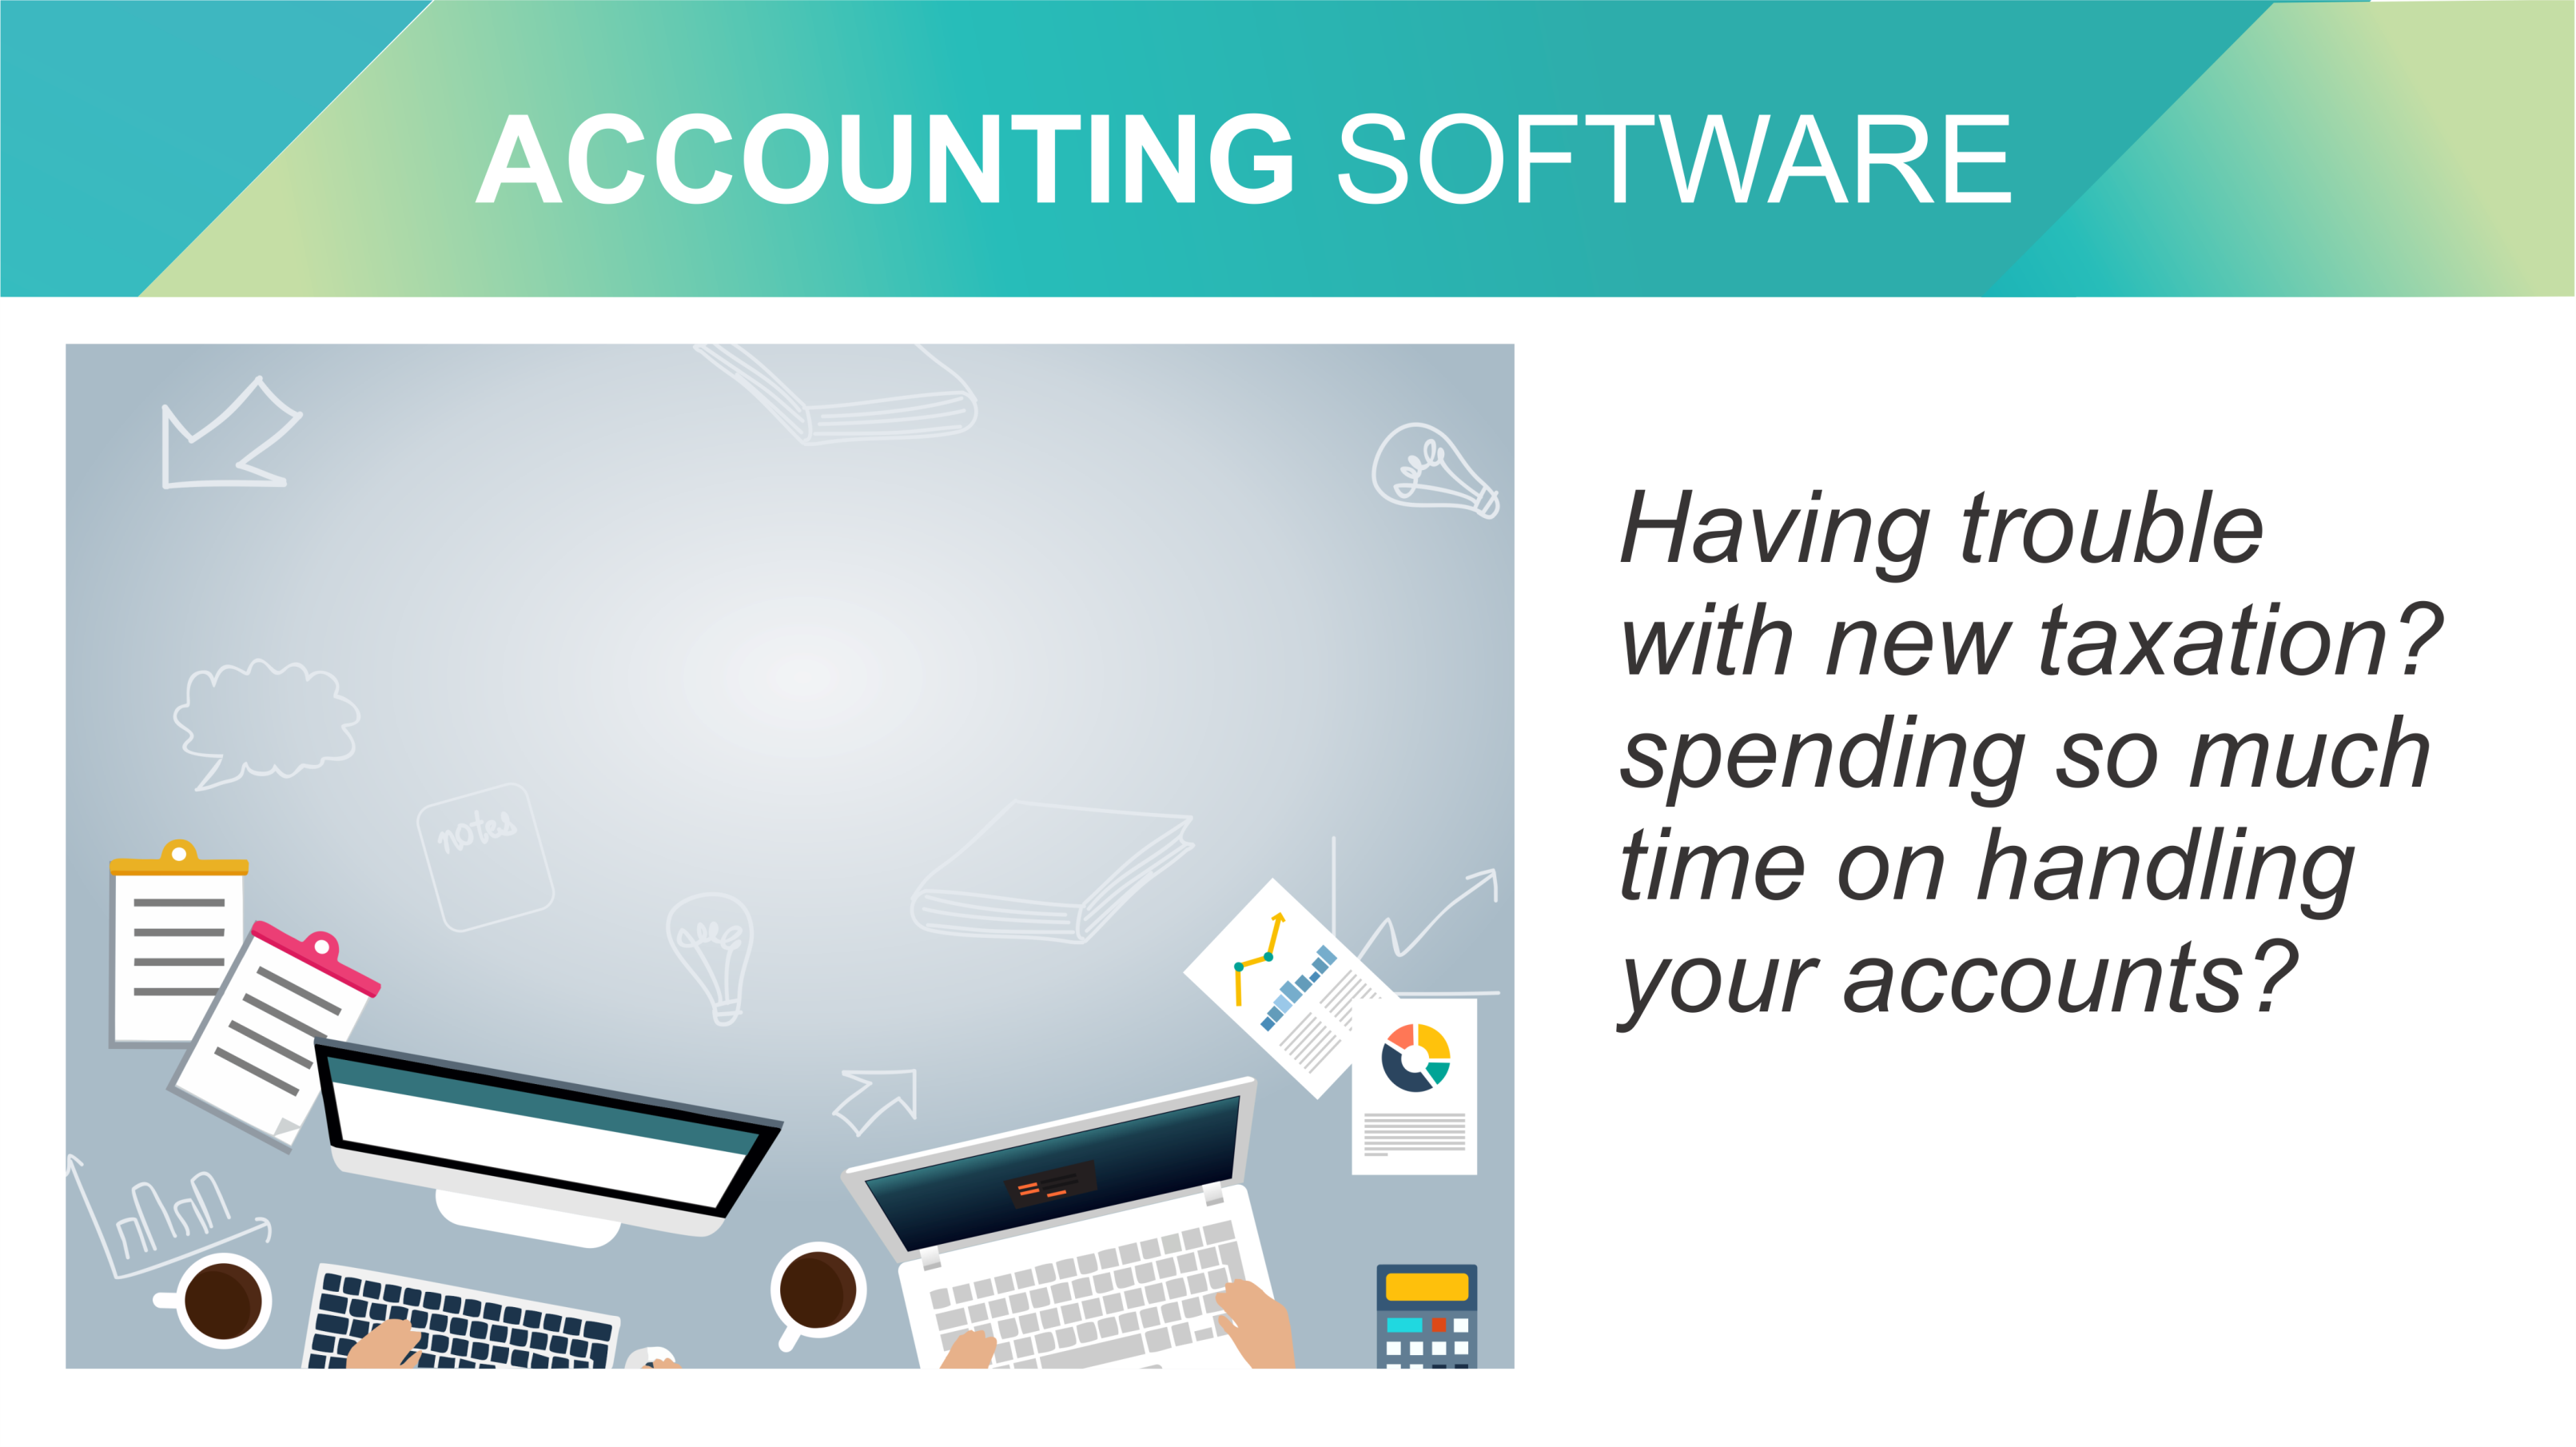 ACCOUNTING SOFTWARE
Having trouble
with new taxation?
spending so much
time on handling
your accounts?
notes